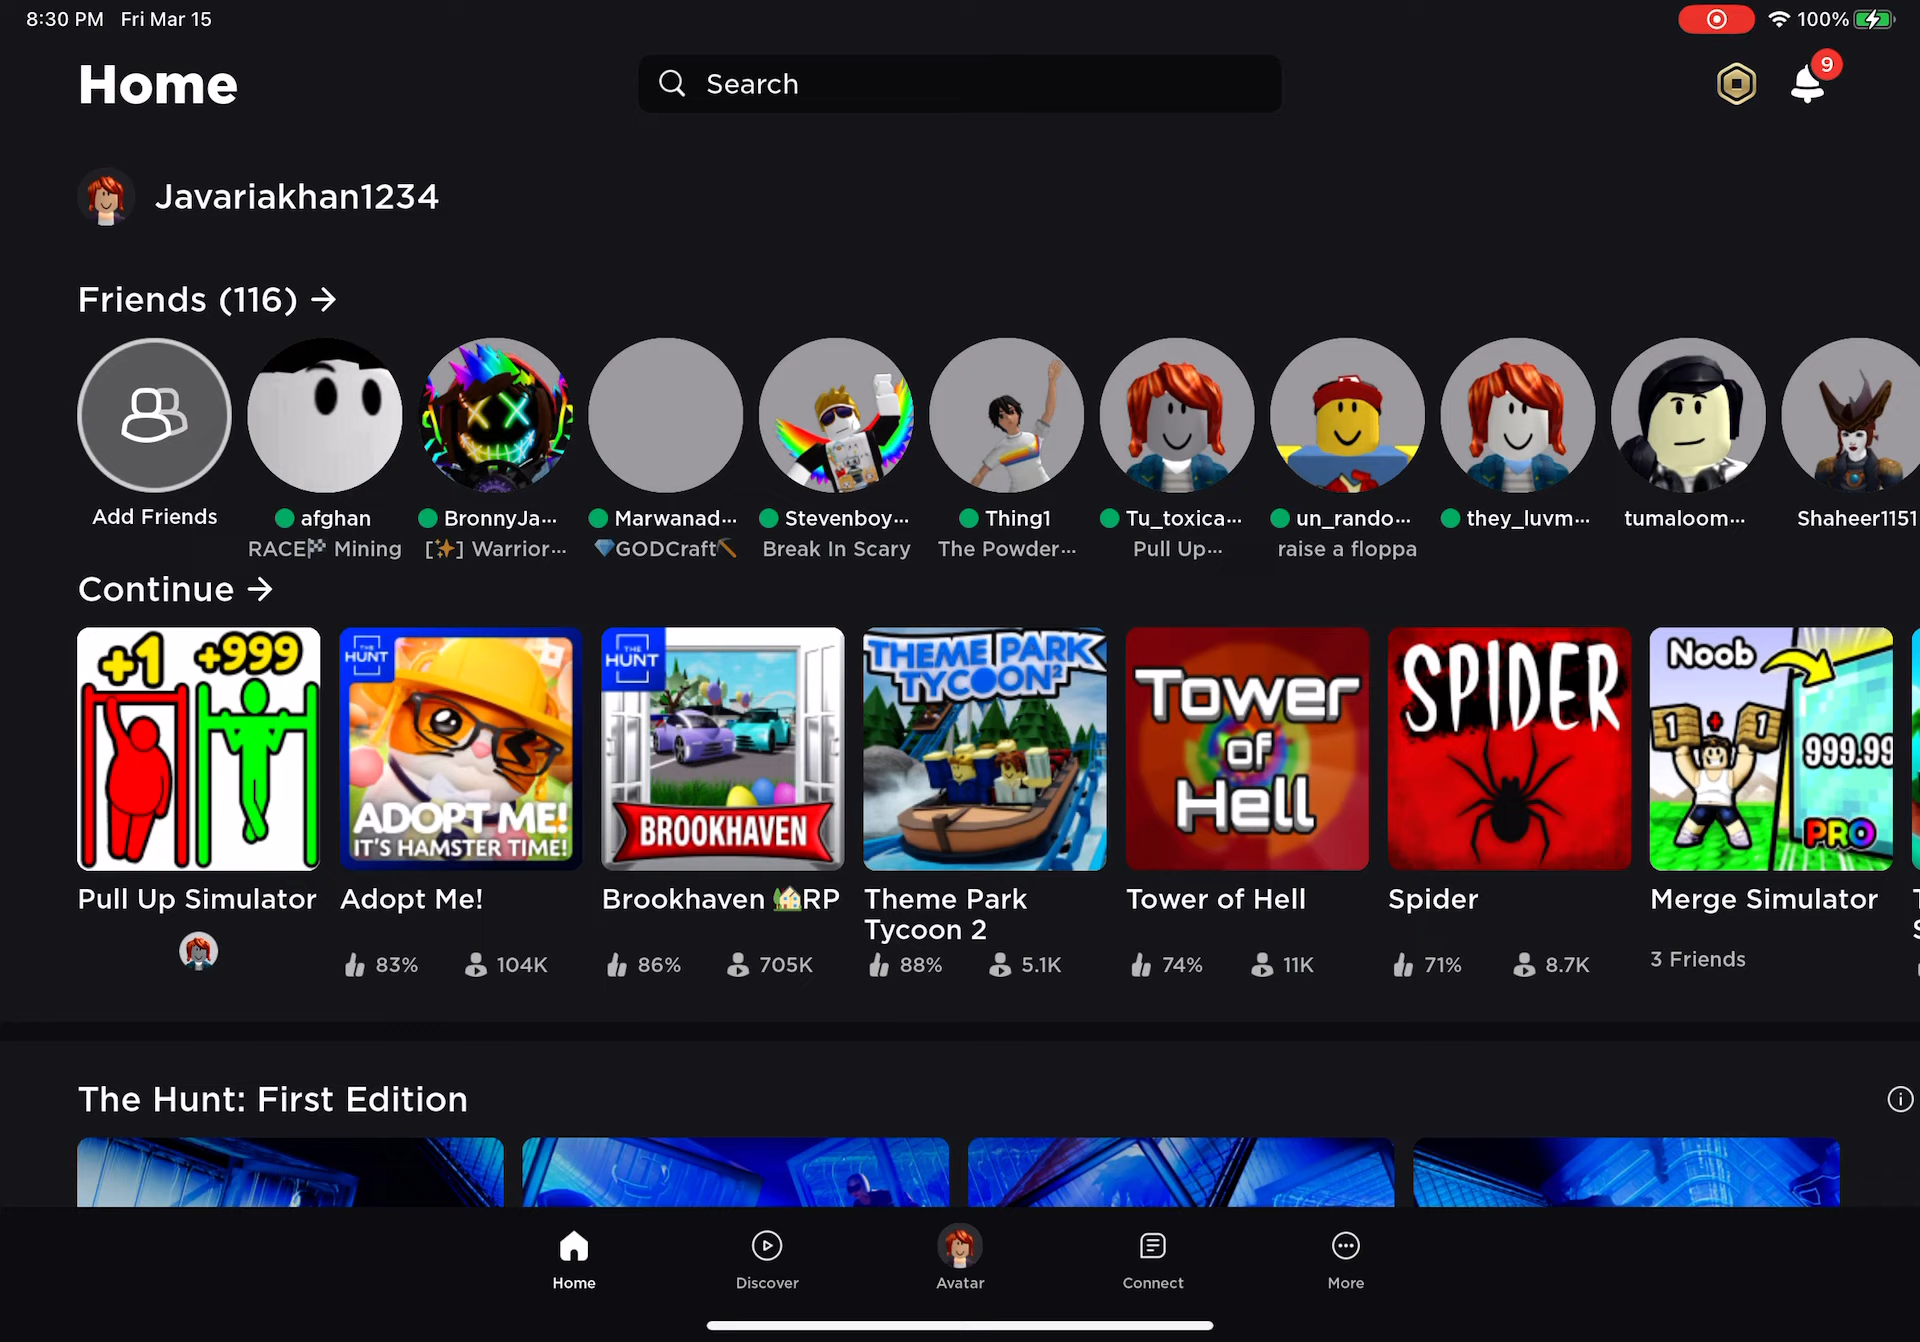 8:30 PM Fri Mar 15
100%
Home
Search
9
Javariakhan1234
Friends (116) →
Add Friends
afghan
RACE🏁 Mining
BronnyJa...
[✨] Warrior...
Marwanad...
💎GODCraft⛏️
Stevenboy...
Break In Scary
Thing1
The Powder...
Tu_toxica...
Pull Up...
un_rando...
raise a floppa
they_luvm...
tumaloom...
Shaheer1151
Continue →
+1 +999
Pull Up Simulator
THE HUNT
ADOPT ME!
IT'S HAMSTER TIME!
Adopt Me!
83% 104K
THE HUNT
BROOKHAVEN
Brookhaven 🏡RP
86% 705K
THEME PARK
TYCOON²
Theme Park
Tycoon 2
88% 5.1K
Tower
of
Hell
Tower of Hell
74% 11K
SPIDER
Spider
71% 8.7K
Noob
1 + 1
999.99
PRO
Merge Simulator
3 Friends
The Hunt: First Edition
Home
Discover
Avatar
Connect
More